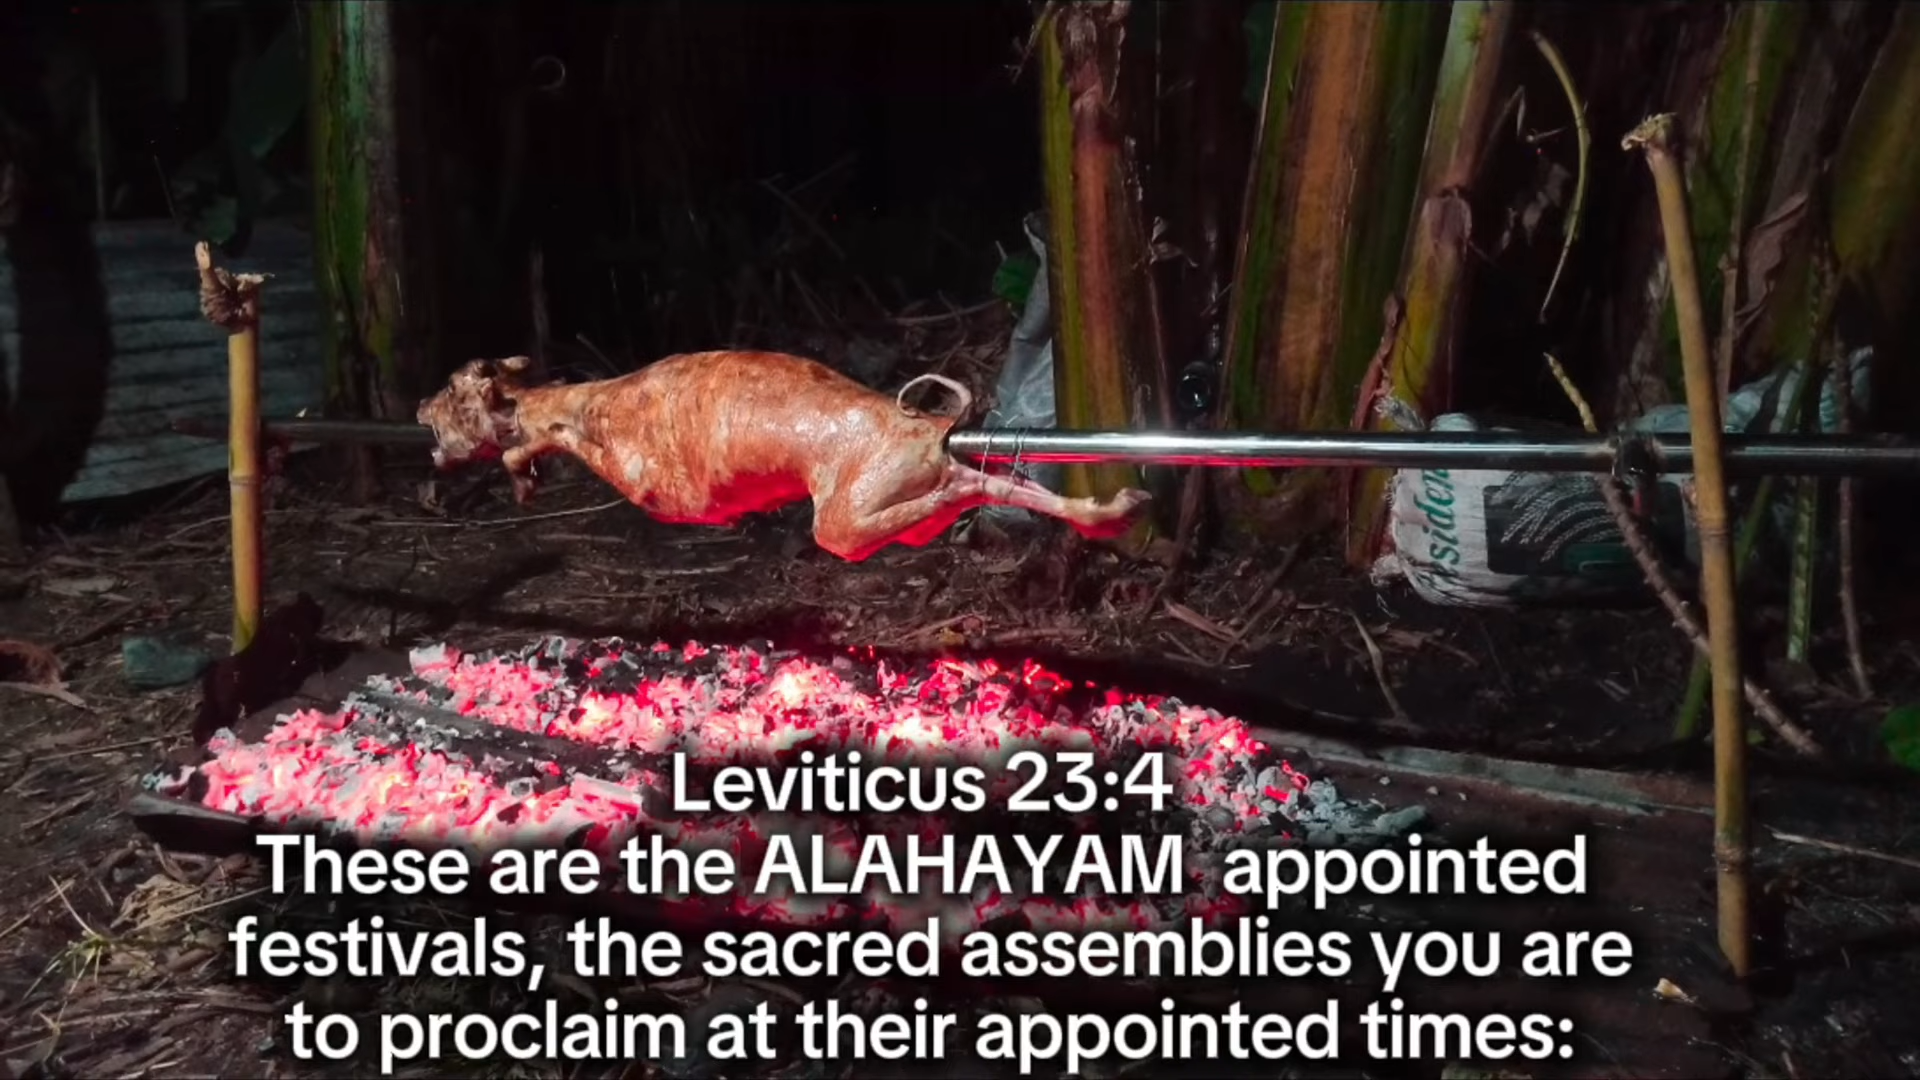 Leviticus 23:4
These are the ALAHAYAM appointed
festivals, the sacred assemblies you are
to proclaim at their appointed times: